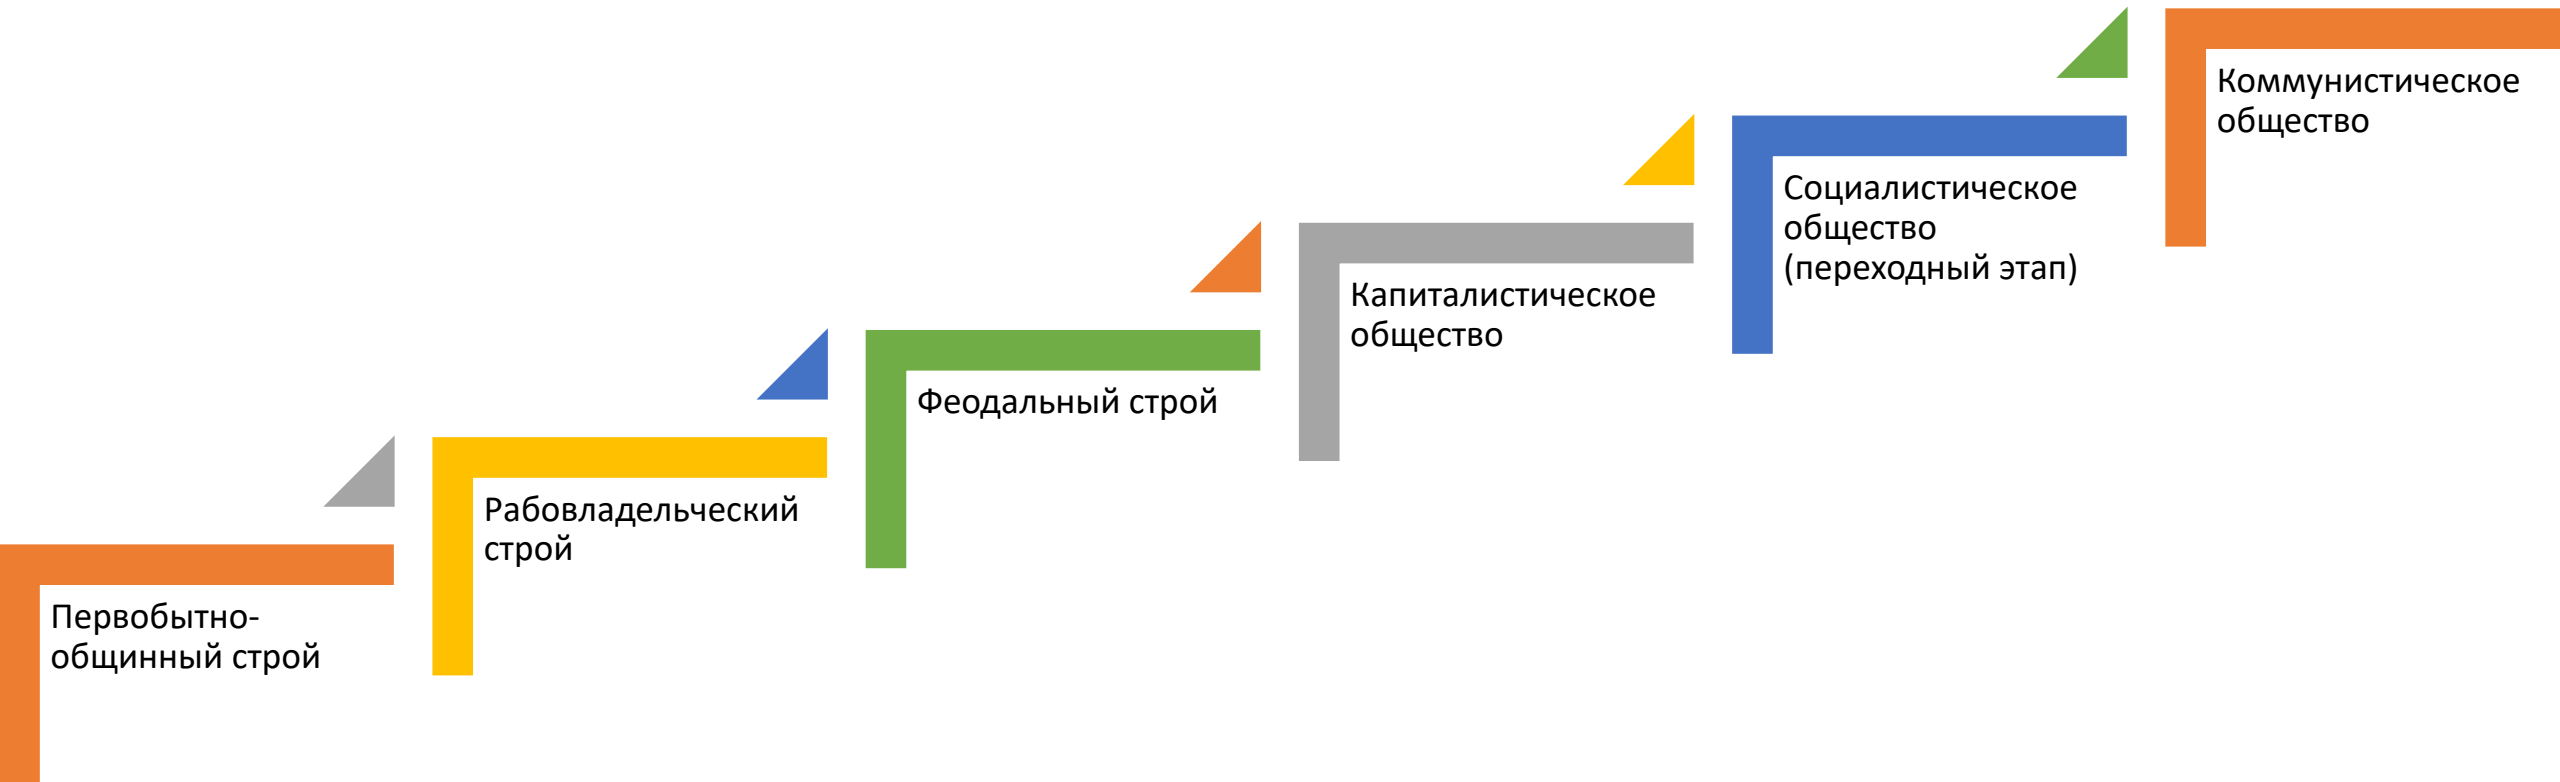 Первобытно-
общинный строй
Рабовладельческий
строй
Феодальный строй
Капиталистическое
общество
Социалистическое
общество
(переходный этап)
Коммунистическое
общество